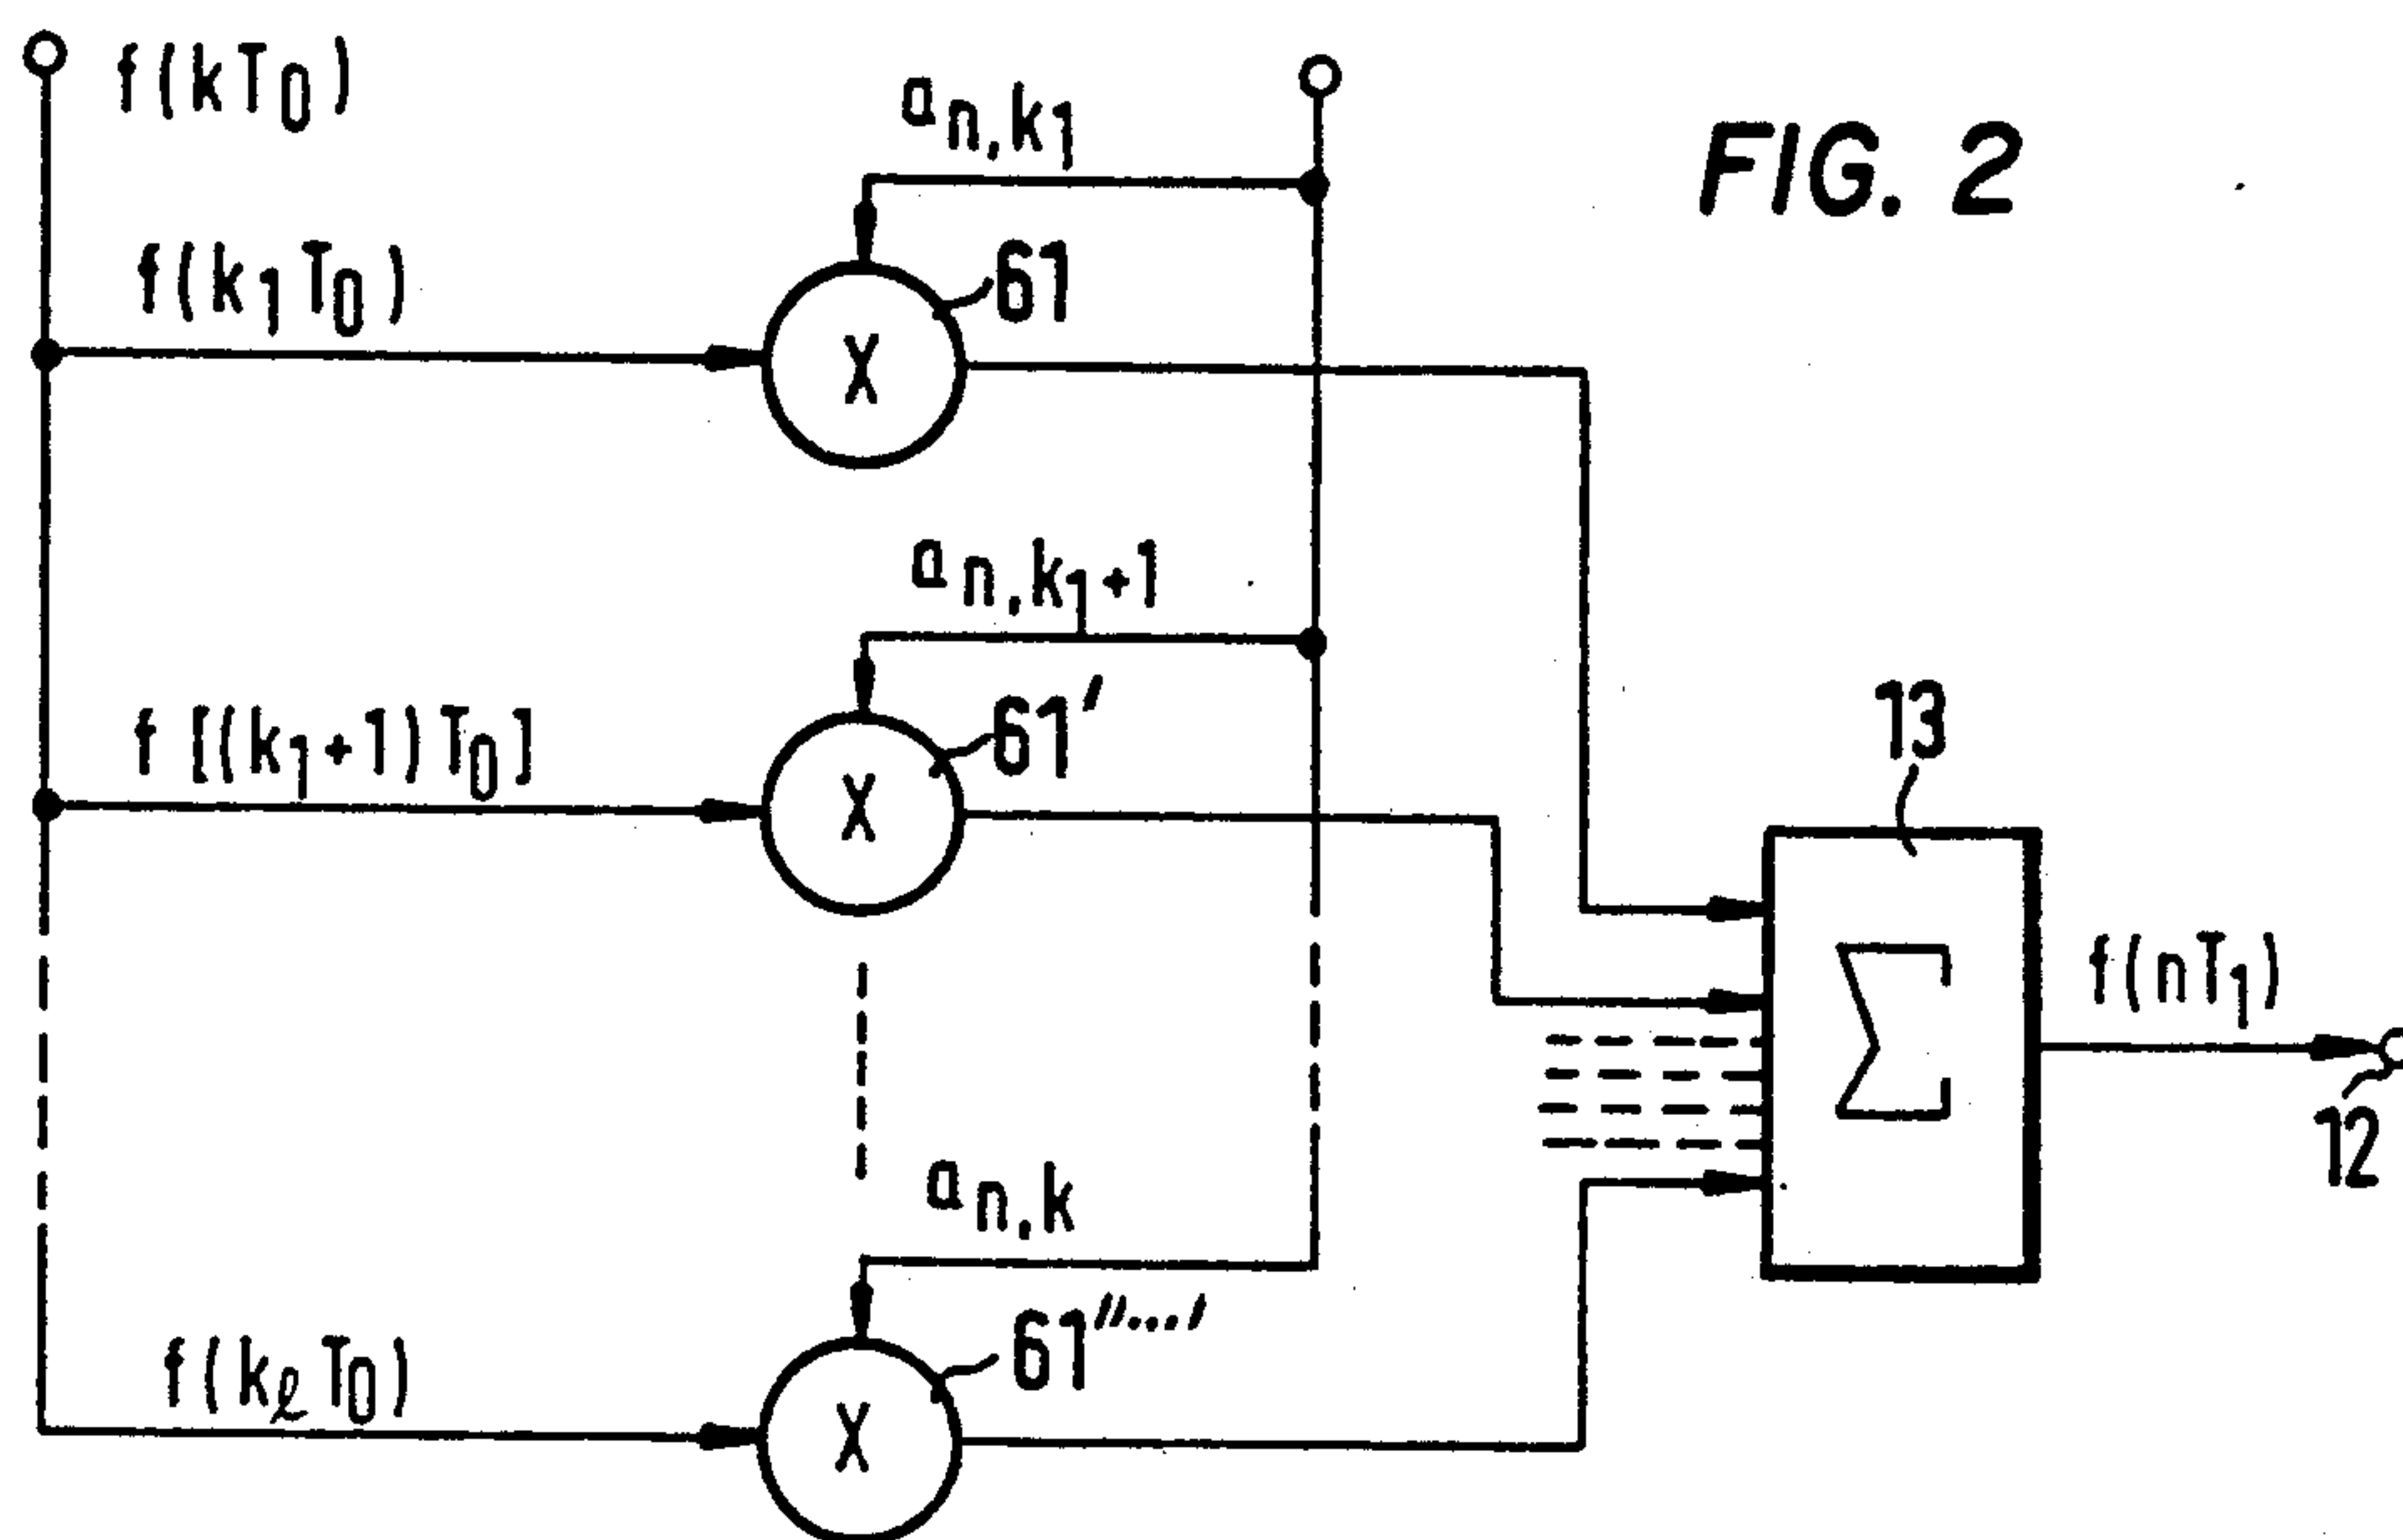 f(kT₀)
aₙ,ₖ₁
FIG. 2
f(k₁T₀)
61
X
aₙ,ₖ₁₊₁
f[(k₁+1)T₀]
61′
X
13
Σ
f(nT₁)
12
aₙ,ₖ
f(kℓT₀)
61″....′
X